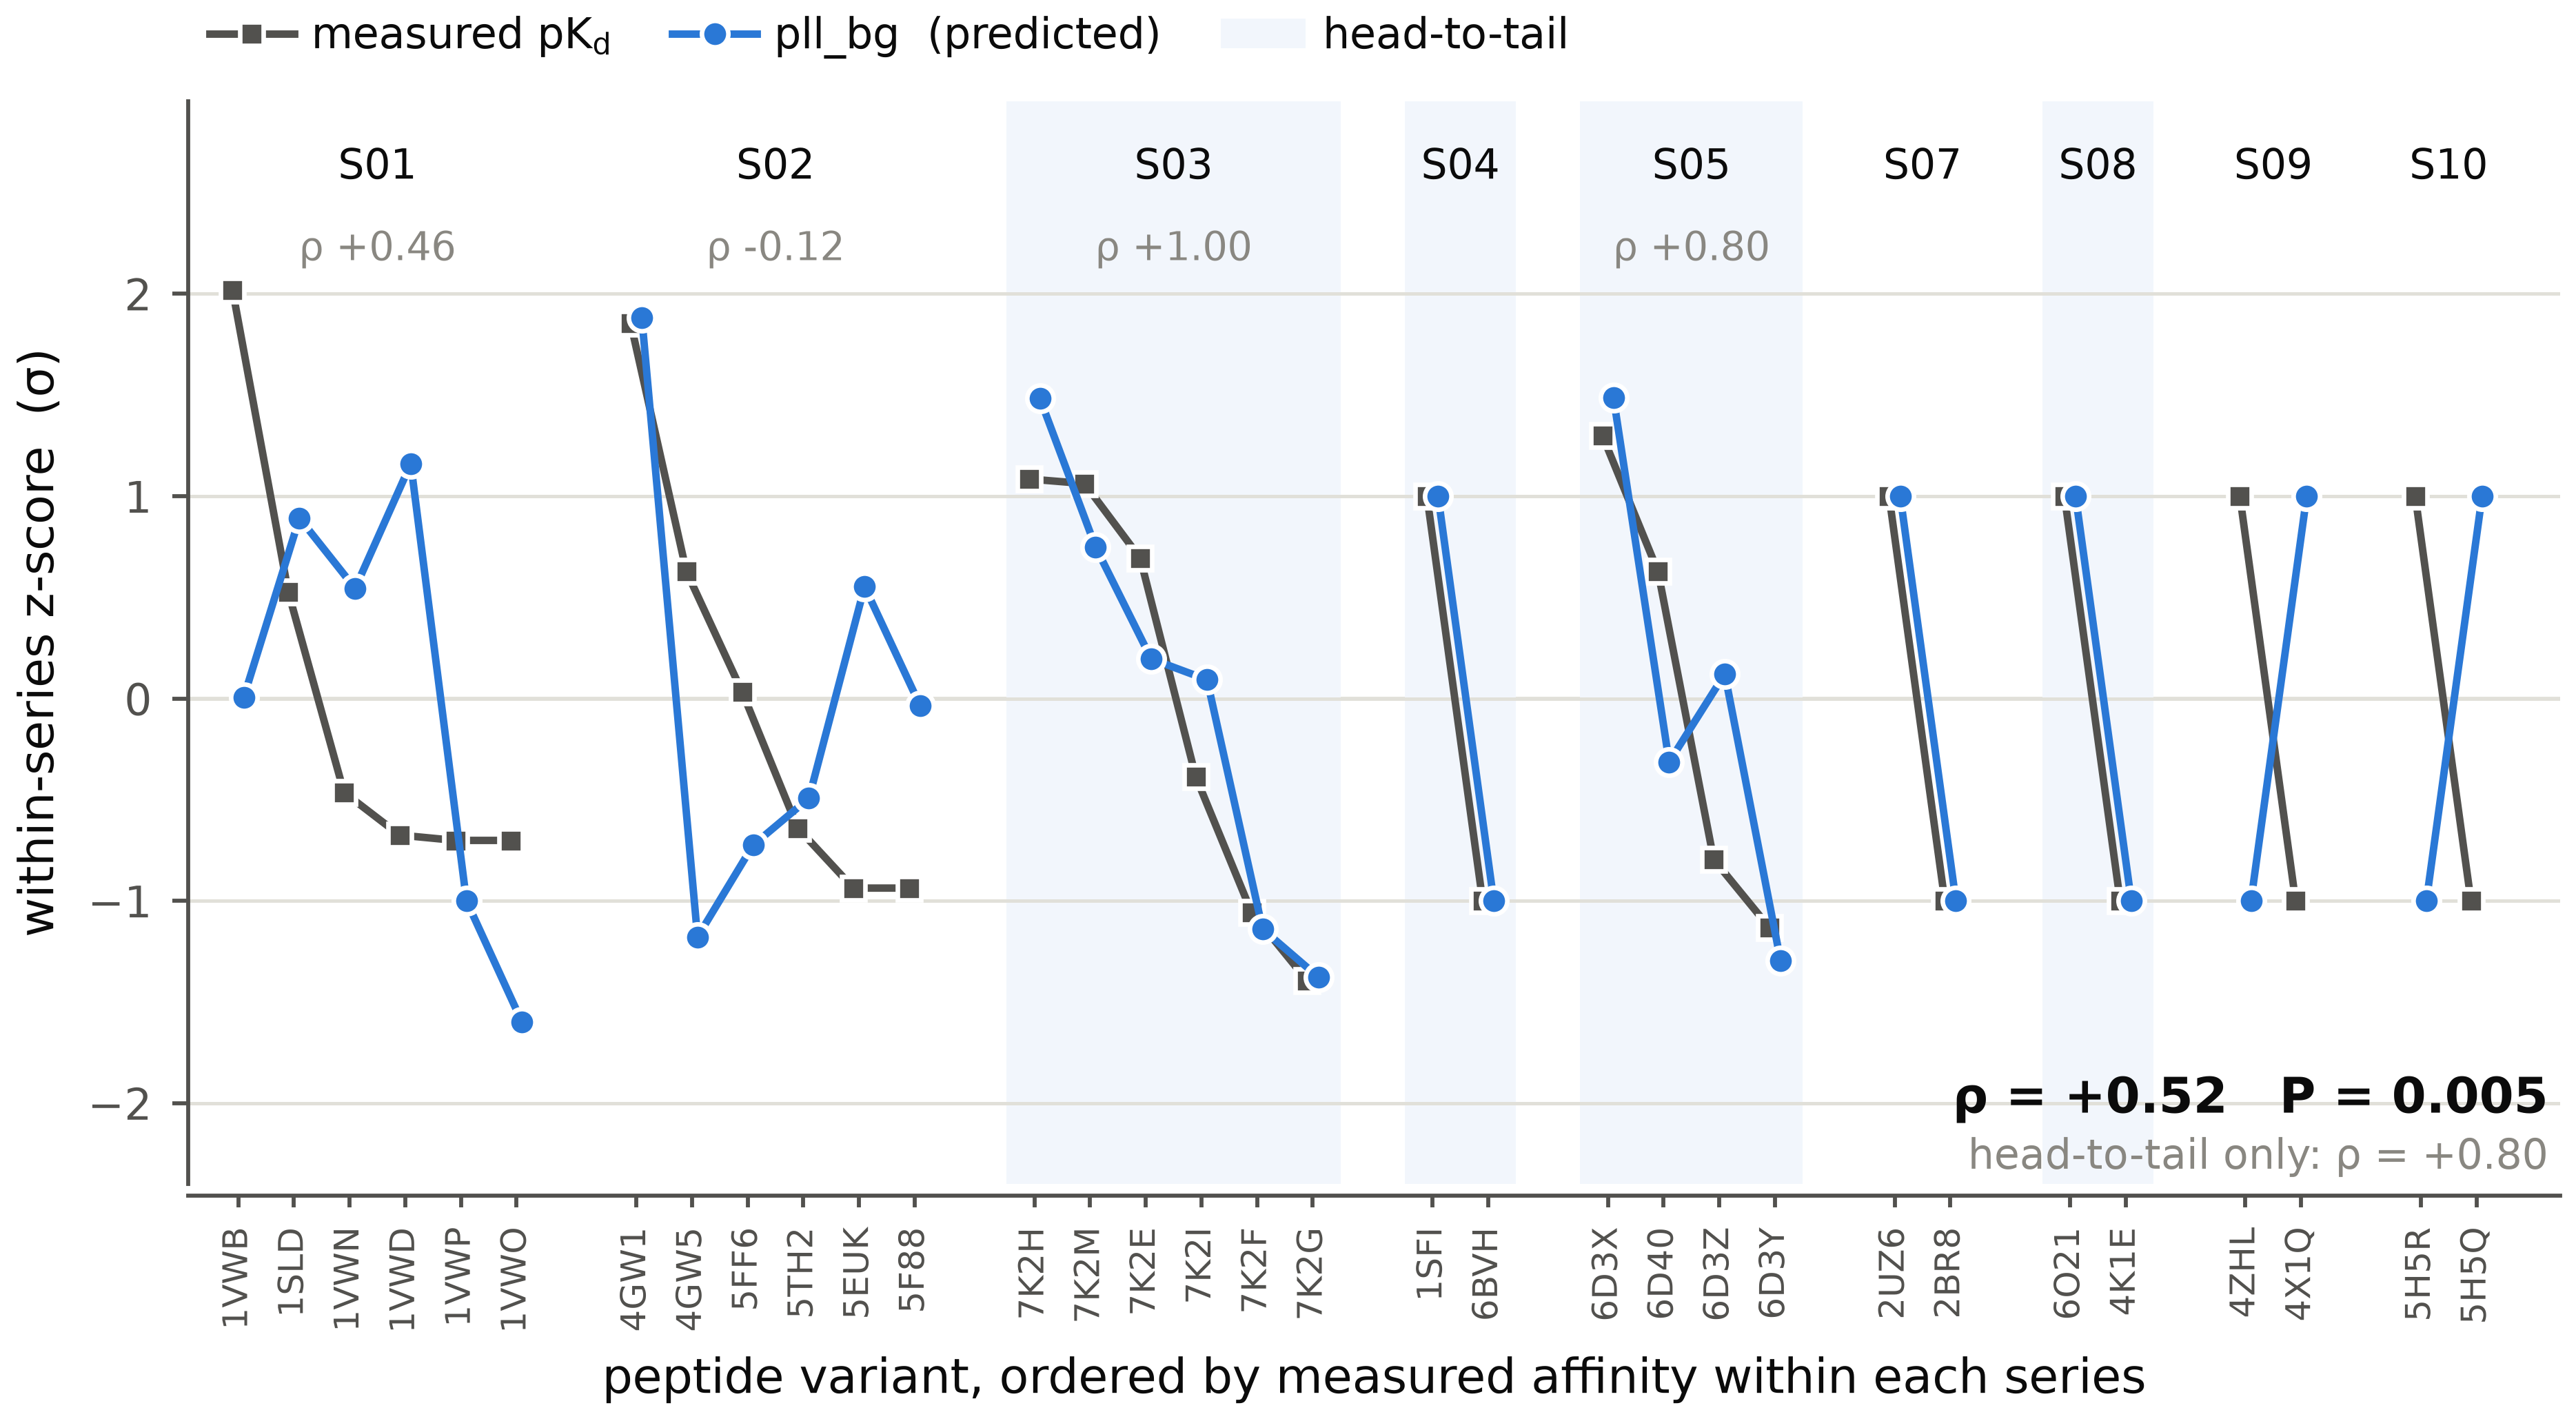 measured pKd
pll_bg  (predicted)
head-to-tail
S01
S02
S03
S04
S05
S07
S08
S09
S10
ρ +0.46
ρ -0.12
ρ +1.00
ρ +0.80
within-series z-score  (σ)
2
1
0
−1
−2
ρ = +0.52   P = 0.005
head-to-tail only: ρ = +0.80
1VWB
1SLD
1VWN
1VWD
1VWP
1VWO
4GW1
4GW5
5FF6
5TH2
5EUK
5F88
7K2H
7K2M
7K2E
7K2I
7K2F
7K2G
1SFI
6BVH
6D3X
6D40
6D3Z
6D3Y
2UZ6
2BR8
6O21
4K1E
4ZHL
4X1Q
5H5R
5H5Q
peptide variant, ordered by measured affinity within each series